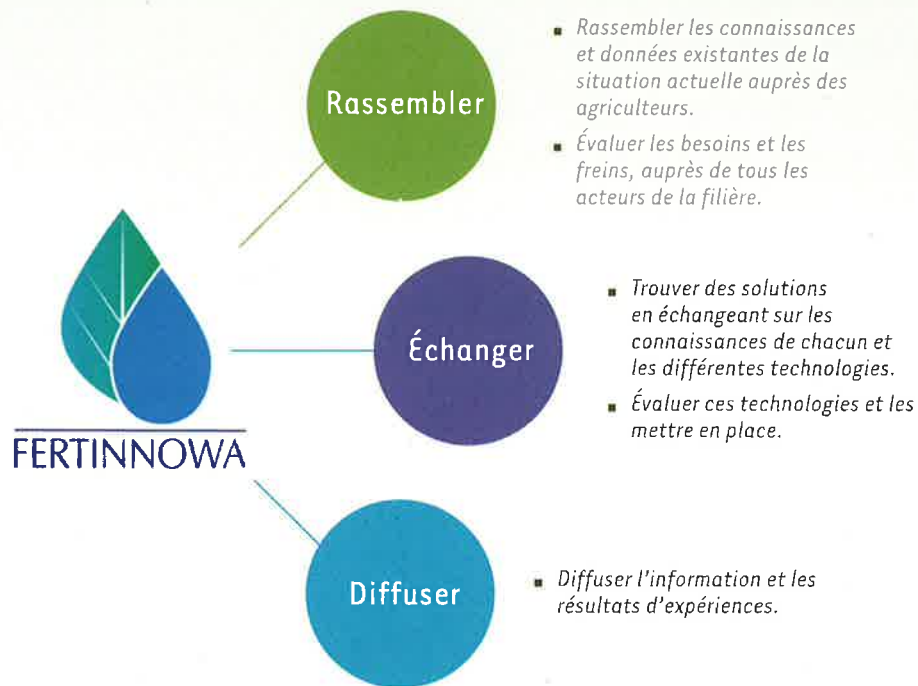 Rassembler
▪ Rassembler les connaissances
et données existantes de la
situation actuelle auprès des
agriculteurs.
▪ Évaluer les besoins et les
freins, auprès de tous les
acteurs de la filière.
FERTINNOWA
Échanger
▪ Trouver des solutions
en échangeant sur les
connaissances de chacun et
les différentes technologies.
▪ Évaluer ces technologies et les
mettre en place.
Diffuser
▪ Diffuser l'information et les
résultats d'expériences.